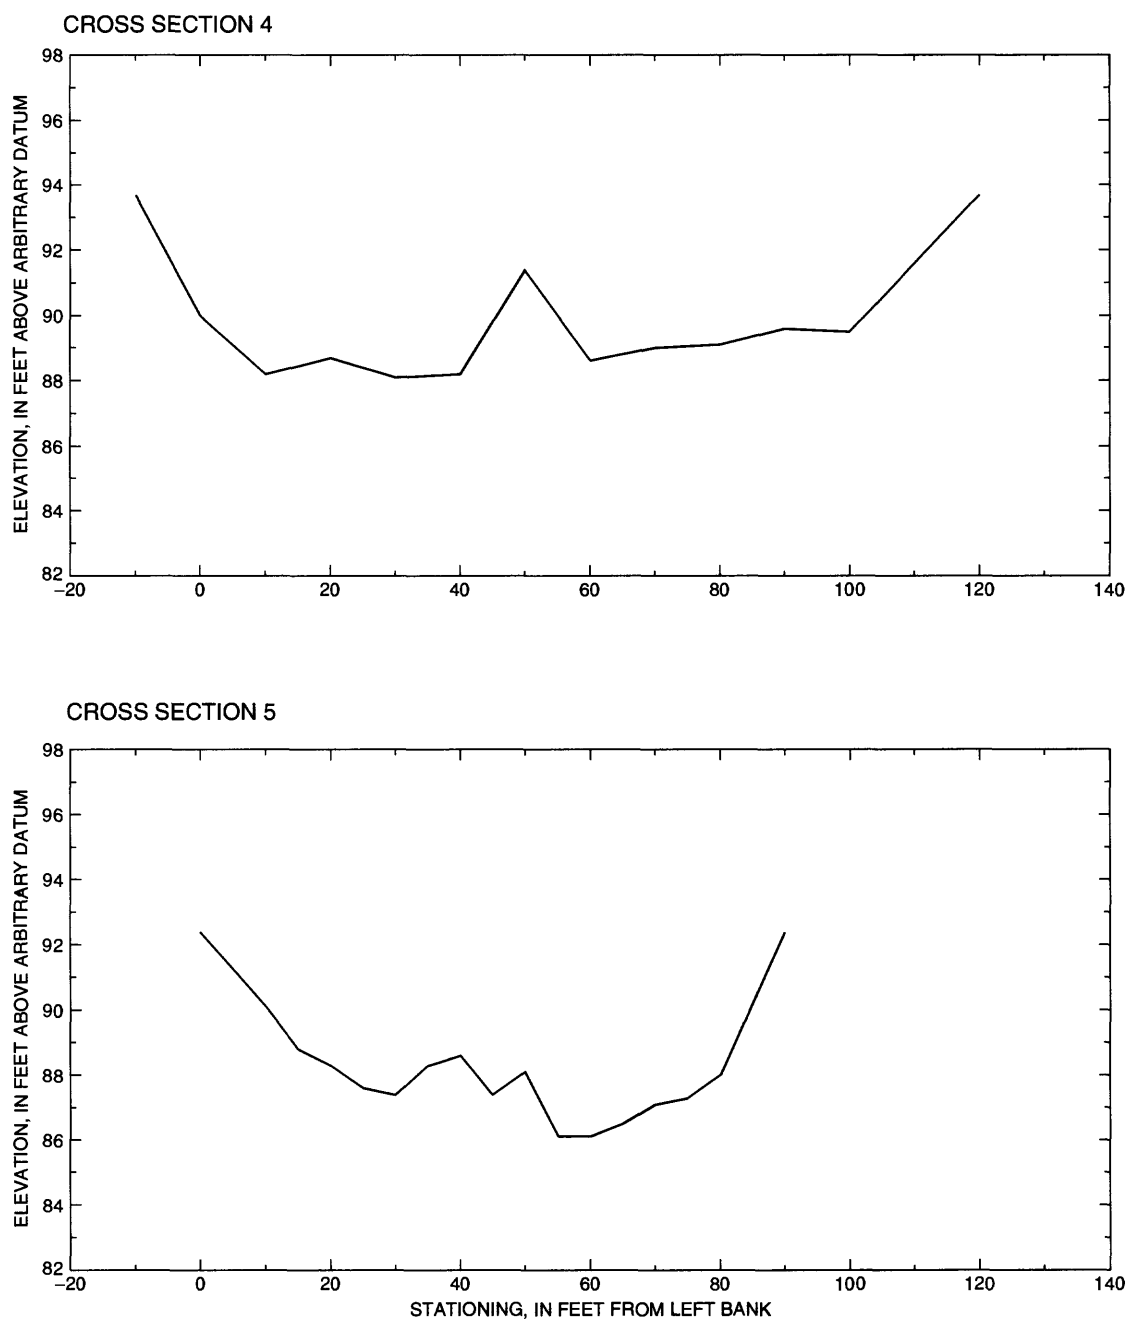 CROSS SECTION 4
ELEVATION, IN FEET ABOVE ARBITRARY DATUM
98
96
94
92
90
88
86
84
82
−20 0 20 40 60 80 100 120 140
CROSS SECTION 5
ELEVATION, IN FEET ABOVE ARBITRARY DATUM
98
96
94
92
90
88
86
84
82
−20 0 20 40 60 80 100 120 140
STATIONING, IN FEET FROM LEFT BANK